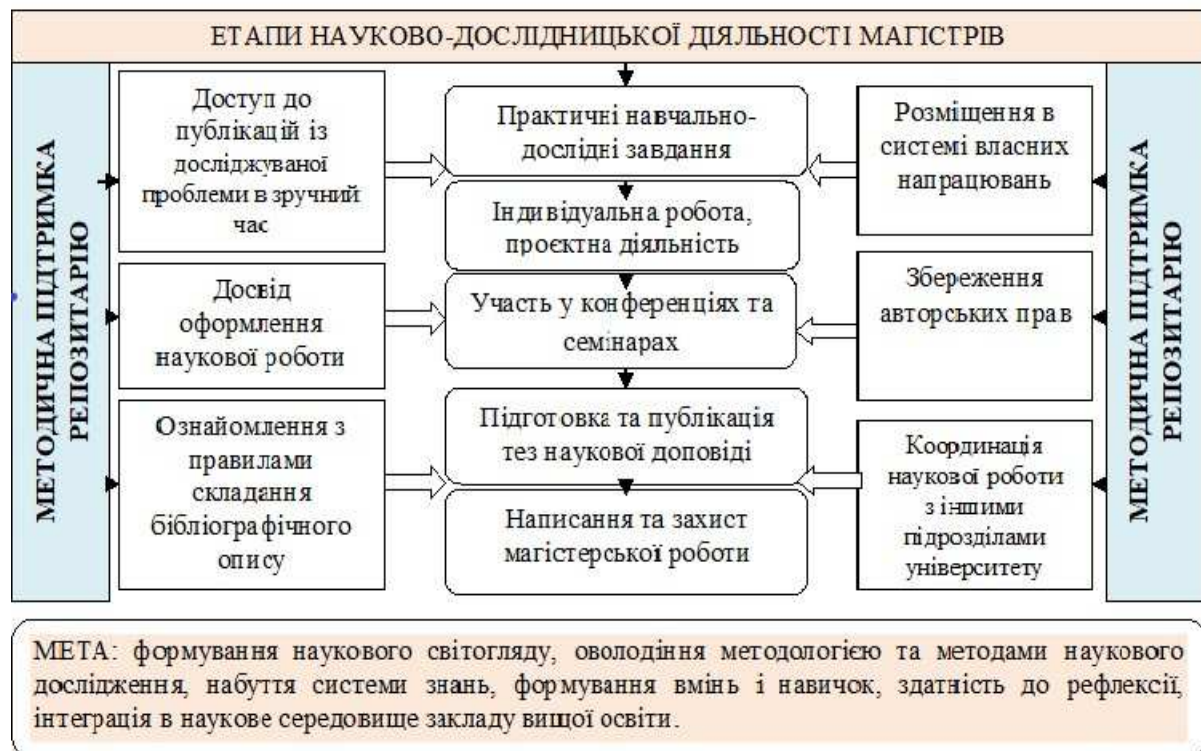 ЕТАПИ НАУКОВО-ДОСЛІДНИЦЬКОЇ ДІЯЛЬНОСТІ МАГІСТРІВ
МЕТОДИЧНА ПІДТРИМКА
РЕПОЗИТАРІЮ
Доступ до
публікацій із
досліджуваної
проблеми в зручний
час
Досвід
оформлення
наукової роботи
Ознайомлення з
правилами
складання
бібліографічного
опису
Практичні навчально-
дослідні завдання
Індивідуальна робота,
проєктна діяльність
Участь у конференціях та
семінарах
Підготовка та публікація
тез наукової доповіді
Написання та захист
магістерської роботи
Розміщення в
системі власних
напрацювань
Збереження
авторських прав
Координація
наукової роботи
з іншими
підрозділами
університету
МЕТОДИЧНА ПІДТРИМКА
РЕПОЗИТАРІЮ
МЕТА: формування наукового світогляду, оволодіння методологією та методами наукового
дослідження, набуття системи знань, формування вмінь і навичок, здатність до рефлексії,
інтеграція в наукове середовище закладу вищої освіти.